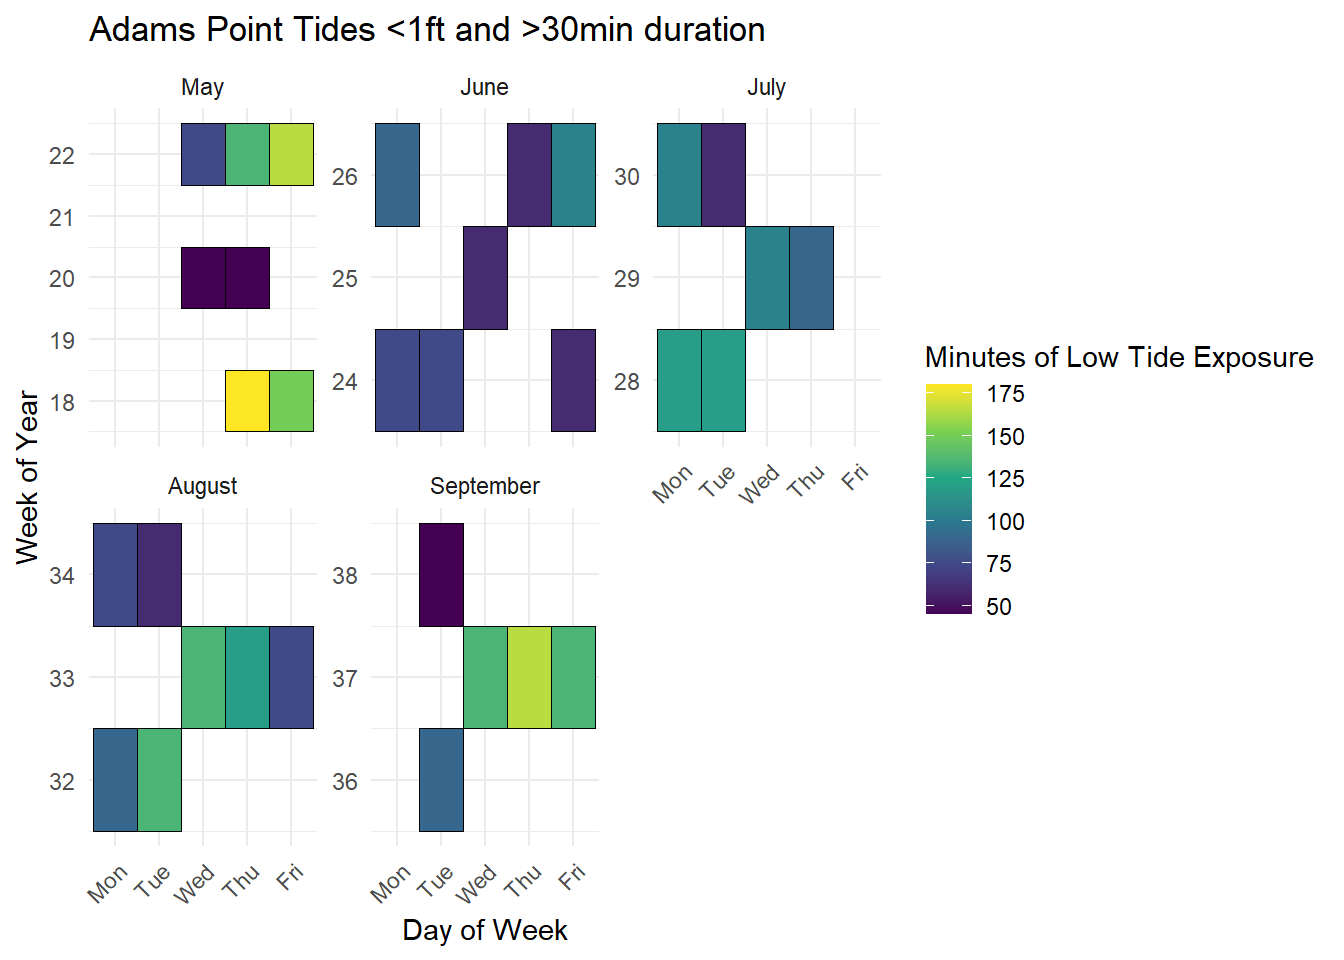 Adams Point Tides <1ft and >30min duration
May
June
July
22
21
20
19
18
26
25
24
30
29
28
Mon
Tue
Wed
Thu
Fri
August
September
34
33
32
38
37
36
Mon
Tue
Wed
Thu
Fri
Mon
Tue
Wed
Thu
Fri
Day of Week
Week of Year
Minutes of Low Tide Exposure
175
150
125
100
75
50